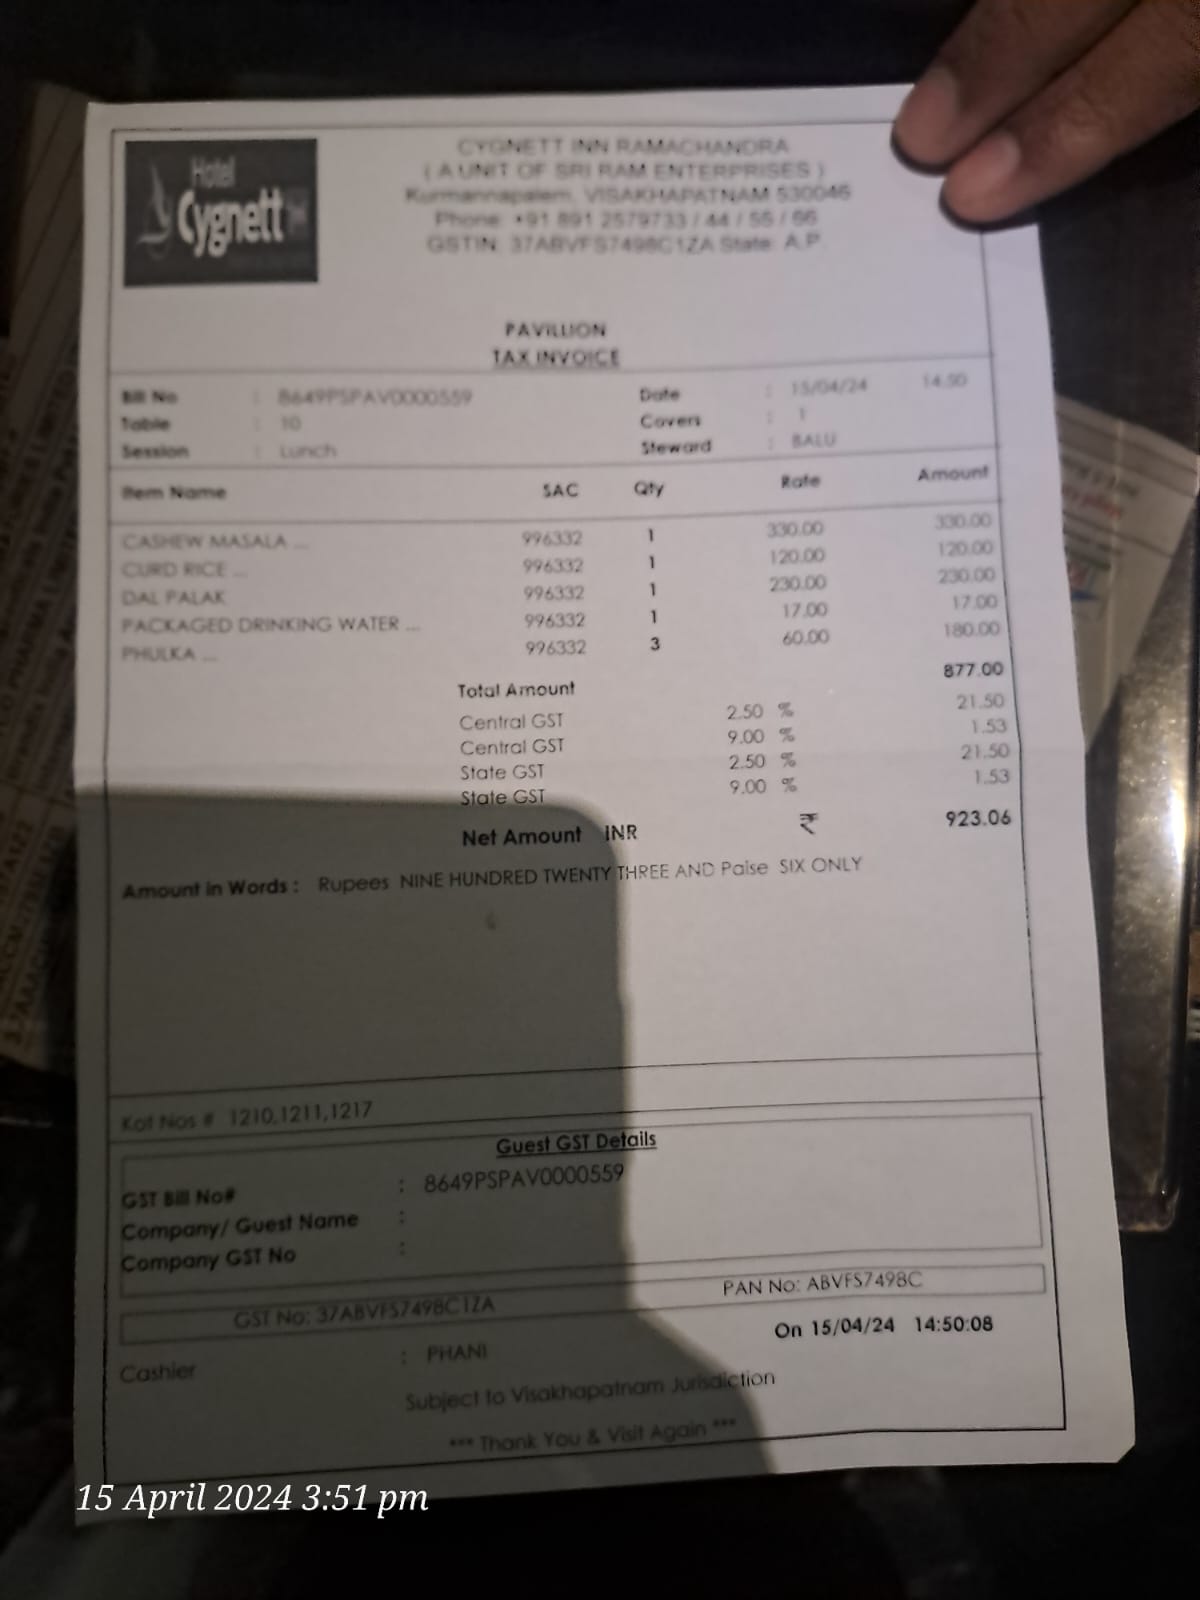 Hotel
Cygnett
CYGNETT INN RAMACHANDRA
( A UNIT OF SRI RAM ENTERPRISES )
Kurmannapalem, VISAKHAPATNAM 530046
Phone: +91 891 2579733 / 44 / 55 / 66
GSTIN: 37ABVFS7498C1ZA State: A.P.
PAVILLION
TAX INVOICE
Bill No : 8649PSPAV0000559 Date : 15/04/24 14:50
Table : 10 Covers : 1
Session : Lunch Steward : BALU
Item Name SAC Qty Rate Amount
CASHEW MASALA ... 996332 1 330.00 330.00
CURD RICE ... 996332 1 120.00 120.00
DAL PALAK 996332 1 230.00 230.00
PACKAGED DRINKING WATER ... 996332 1 17.00 17.00
PHULKA ... 996332 3 60.00 180.00
Total Amount 877.00
Central GST 2.50 % 21.50
Central GST 9.00 % 1.53
State GST 2.50 % 21.50
State GST 9.00 % 1.53
Net Amount INR ₹ 923.06
Amount in Words : Rupees NINE HUNDRED TWENTY THREE AND Paise SIX ONLY
Kot Nos # 1210,1211,1217
Guest GST Details
GST Bill No# : 8649PSPAV0000559
Company/ Guest Name :
Company GST No :
GST No: 37ABVFS7498C1ZA PAN No: ABVFS7498C
Cashier : PHANI On 15/04/24 14:50:08
Subject to Visakhapatnam Jurisdiction
*** Thank You & Visit Again ***
15 April 2024 3:51 pm